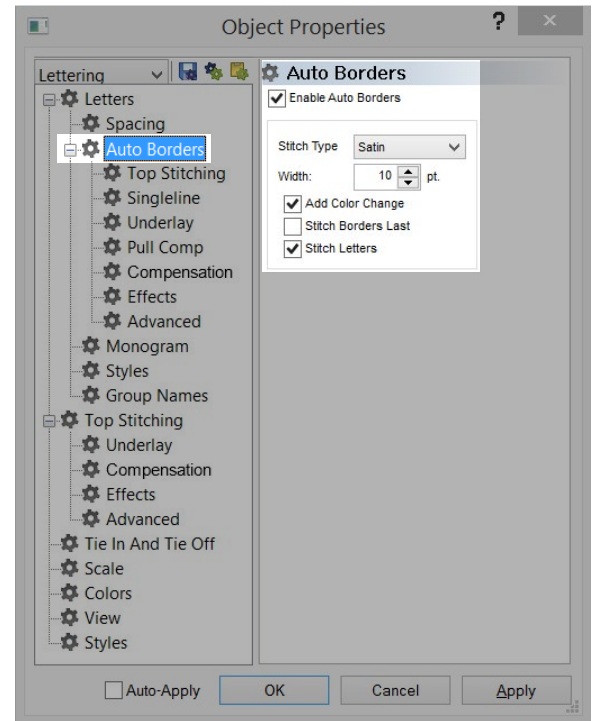 Object Properties ? ×
Lettering
Letters
Spacing
Auto Borders
Top Stitching
Singleline
Underlay
Pull Comp
Compensation
Effects
Advanced
Monogram
Styles
Group Names
Top Stitching
Underlay
Compensation
Effects
Advanced
Tie In And Tie Off
Scale
Colors
View
Styles
Auto Borders
Enable Auto Borders
Stitch Type Satin
Width: 10 pt.
Add Color Change
Stitch Borders Last
Stitch Letters
Auto-Apply OK Cancel Apply